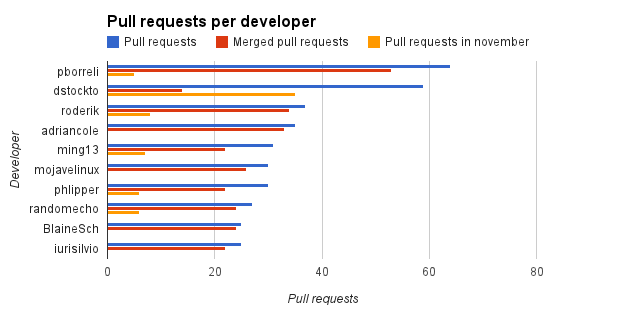 Pull requests per developer
Pull requests Merged pull requests Pull requests in november
pborreli
dstockto
roderik
adriancole
ming13
mojavelinux
phlipper
randomecho
BlaineSch
iurisilvio
Developer
0 20 40 60 80
Pull requests